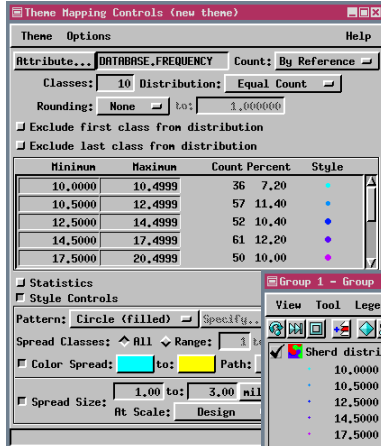 Theme Mapping Controls (new theme)
Theme Options Help
Attribute... DATABASE.FREQUENCY Count: By Reference
Classes: 10 Distribution: Equal Count
Rounding: None to: 1.000000
Exclude first class from distribution
Exclude last class from distribution
Minimum Maximum Count Percent Style
10.0000 10.4999 36 7.20
10.5000 12.4999 57 11.40
12.5000 14.4999 52 10.40
14.5000 17.4999 61 12.20
17.5000 20.4999 50 10.00
Statistics
Style Controls
Pattern: Circle (filled) Specify..
Spread Classes: All Range: 1
Color Spread: to: Path:
Spread Size: 1.00 to: 3.00
At Scale: Design
Group 1 - Group
View Tool Lege
Sherd distri
10.0000
10.5000
12.5000
14.5000
17.5000